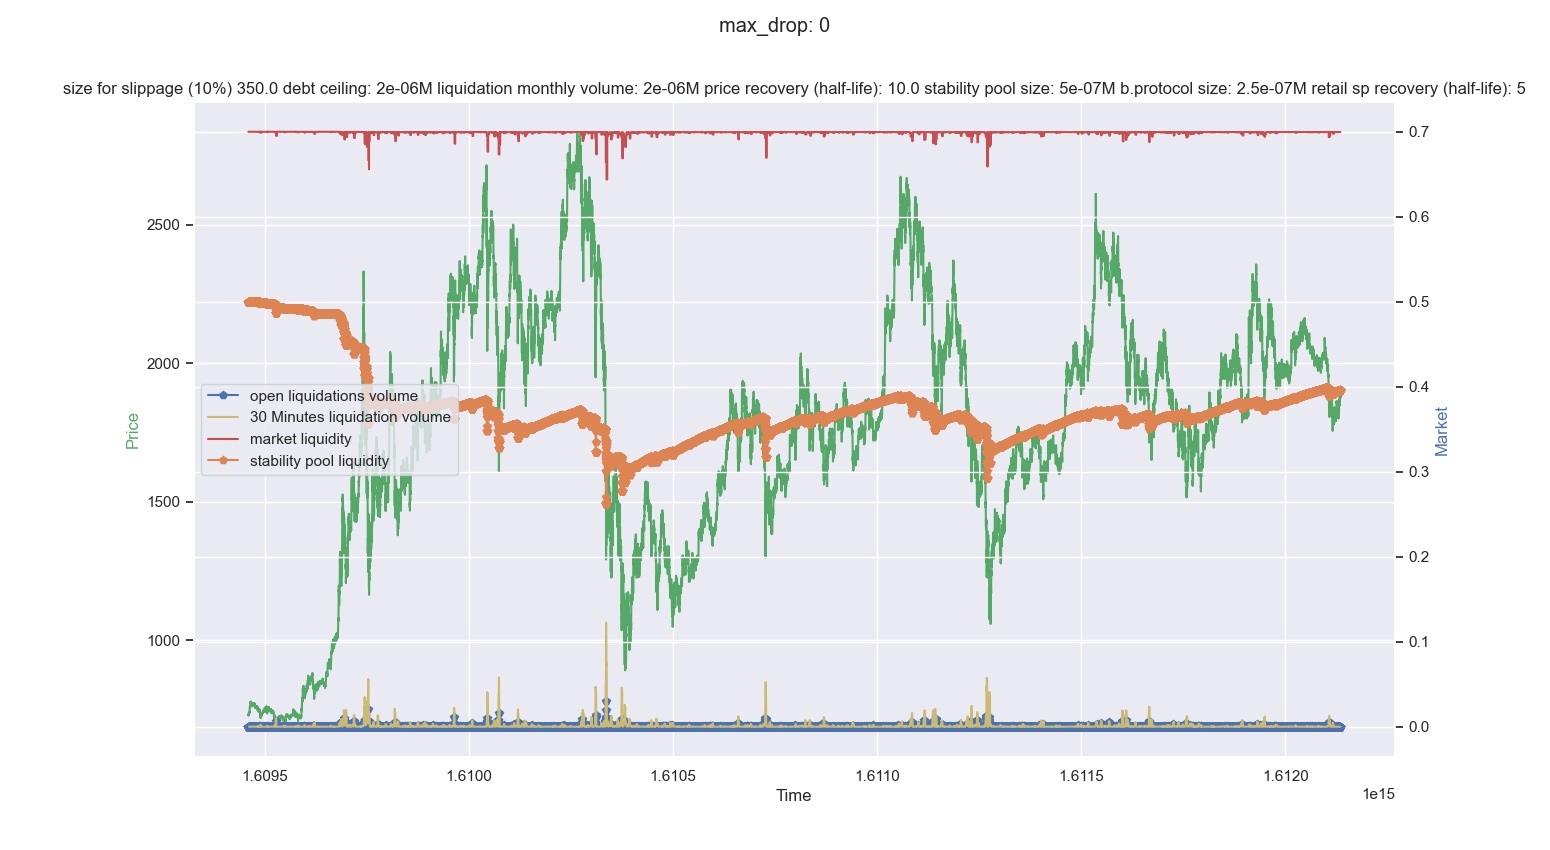 max_drop: 0
size for slippage (10%) 350.0 debt ceiling: 2e-06M liquidation monthly volume: 2e-06M price recovery (half-life): 10.0 stability pool size: 5e-07M b.protocol size: 2.5e-07M retail sp recovery (half-life): 5
2500
2000
1500
1000
Price
open liquidations volume
30 Minutes liquidation volume
market liquidity
stability pool liquidity
0.7
0.6
0.5
0.4
0.3
0.2
0.1
0.0
Market
1.6095 1.6100 1.6105 1.6110 1.6115 1.6120
Time
1e15